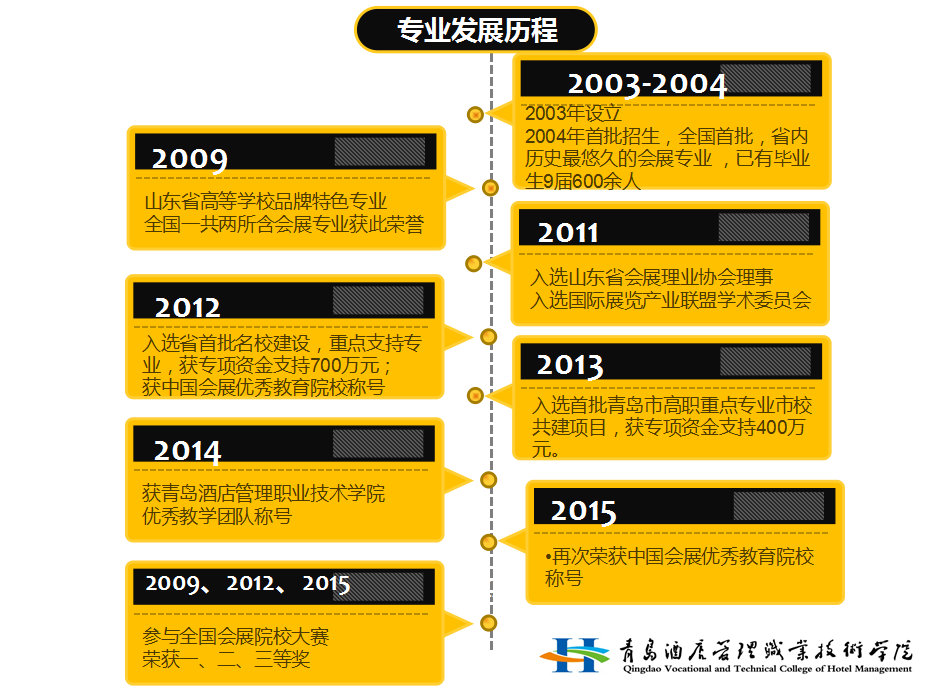 专业发展历程
2003-2004
2003年设立
2004年首批招生，全国首批，省内
历史最悠久的会展专业 ，已有毕业
生9届600余人
2009
山东省高等学校品牌特色专业
全国一共两所含会展专业获此荣誉
2011
入选山东省会展理业协会理事
入选国际展览产业联盟学术委员会
2012
入选省首批名校建设，重点支持专
业，获专项资金支持700万元；
获中国会展优秀教育院校称号
2013
入选首批青岛市高职重点专业市校
共建项目，获专项资金支持400万
元。
2014
获青岛酒店管理职业技术学院
优秀教学团队称号
2015
•再次荣获中国会展优秀教育院校
称号
2009、2012、2015
参与全国会展院校大赛
荣获一、二、三等奖
青岛酒店管理职业技术学院
Qingdao Vocational and Technical College of Hotel Management